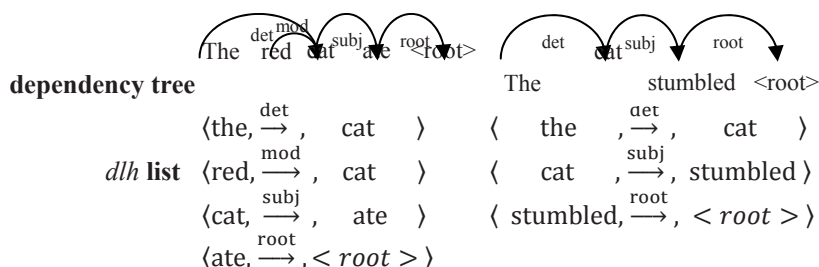 det mod subj root det subj root
The red cat ate <root> cat
dependency tree The stumbled <root>
⟨the, det⟶ , cat ⟩ ⟨ the , det⟶ , cat ⟩
dlh list ⟨red, mod⟶ , cat ⟩ ⟨ cat , subj⟶ , stumbled ⟩
⟨cat, subj⟶ , ate ⟩ ⟨ stumbled, root⟶ , < root > ⟩
⟨ate, root⟶ , < root > ⟩